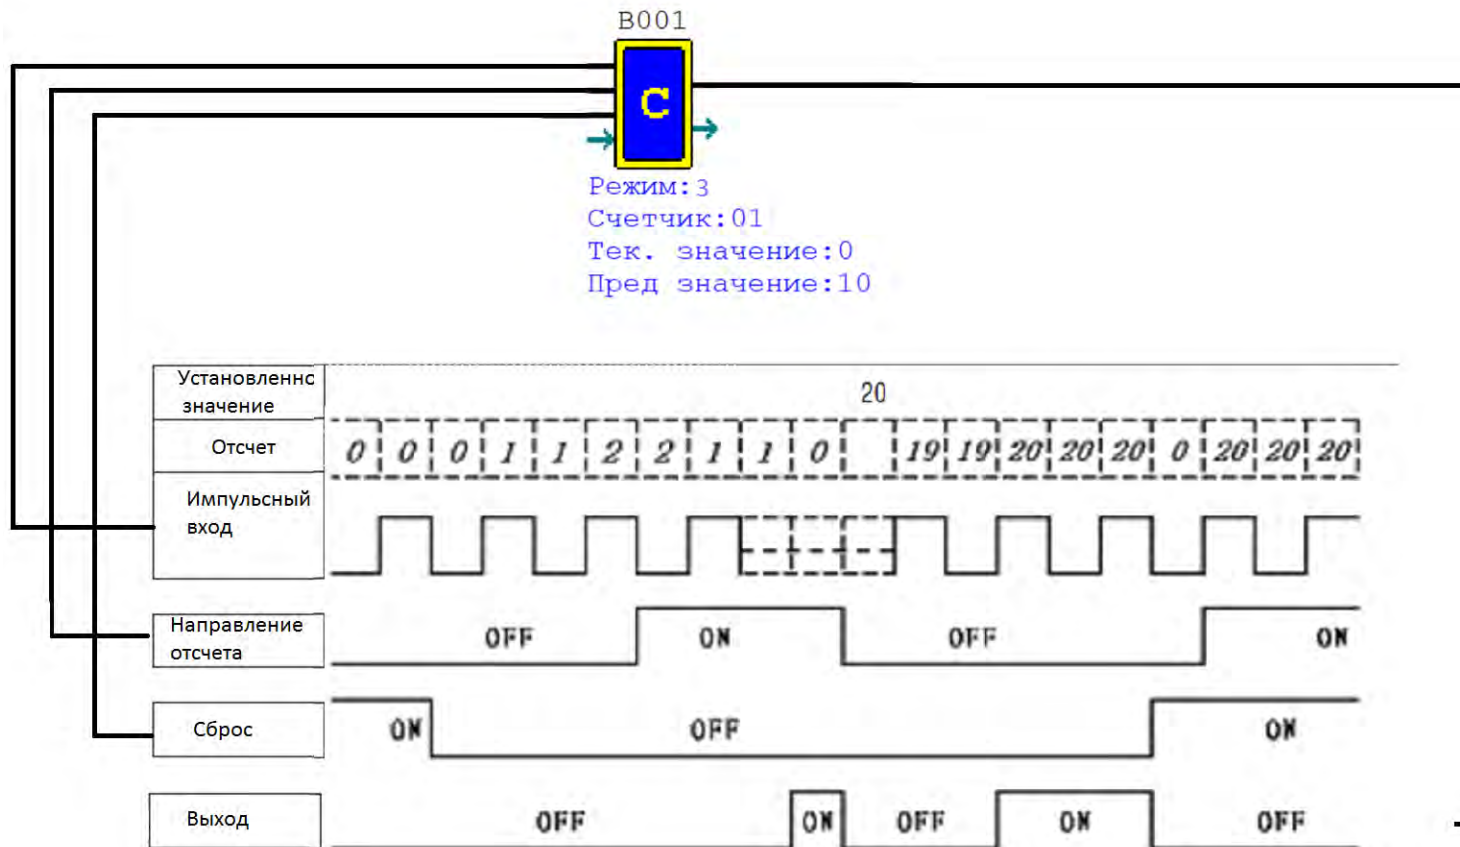 B001
C
Режим:3
Счетчик:01
Тек. значение:0
Пред значение:10
Установленнс
значение
20
Отсчет
0 0 0 1 1 2 2 1 1 0 19 19 20 20 20 0 20 20 20
Импульсный
вход
Направление
отсчета
OFF ON OFF ON
Сброс
ON OFF ON
Выход
OFF ON OFF ON OFF